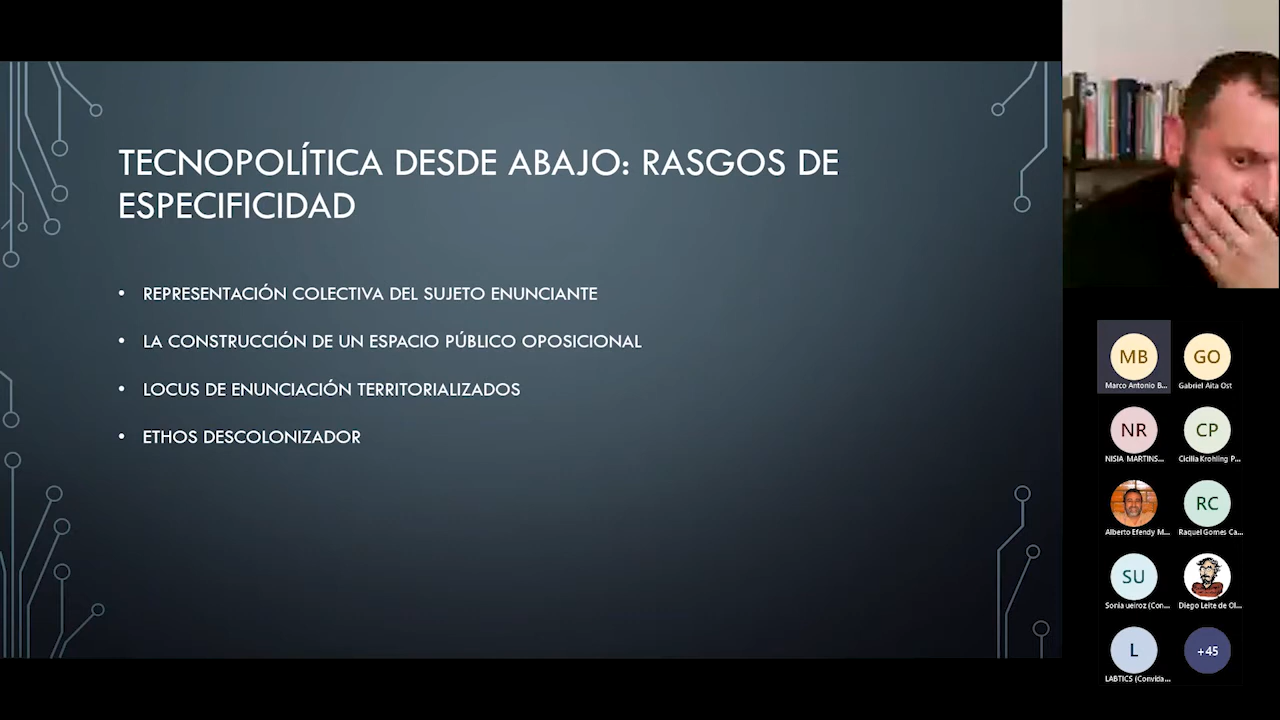 TECNOPOLÍTICA DESDE ABAJO: RASGOS DE
ESPECIFICIDAD
• REPRESENTACIÓN COLECTIVA DEL SUJETO ENUNCIANTE
• LA CONSTRUCCIÓN DE UN ESPACIO PÚBLICO OPOSICIONAL
• LOCUS DE ENUNCIACIÓN TERRITORIALIZADOS
• ETHOS DESCOLONIZADOR
MB
Marco Antonio B...
GO
Gabriel Aita Ost
NR
NISIA MARTINS...
CP
Cicilia Krohling P...
Alberto Efendy M...
RC
Raquel Gomes Ca...
SU
Sonia ueiroz (Con...
Diego Leite de Ol...
L
LABTICS (Convida...
+45